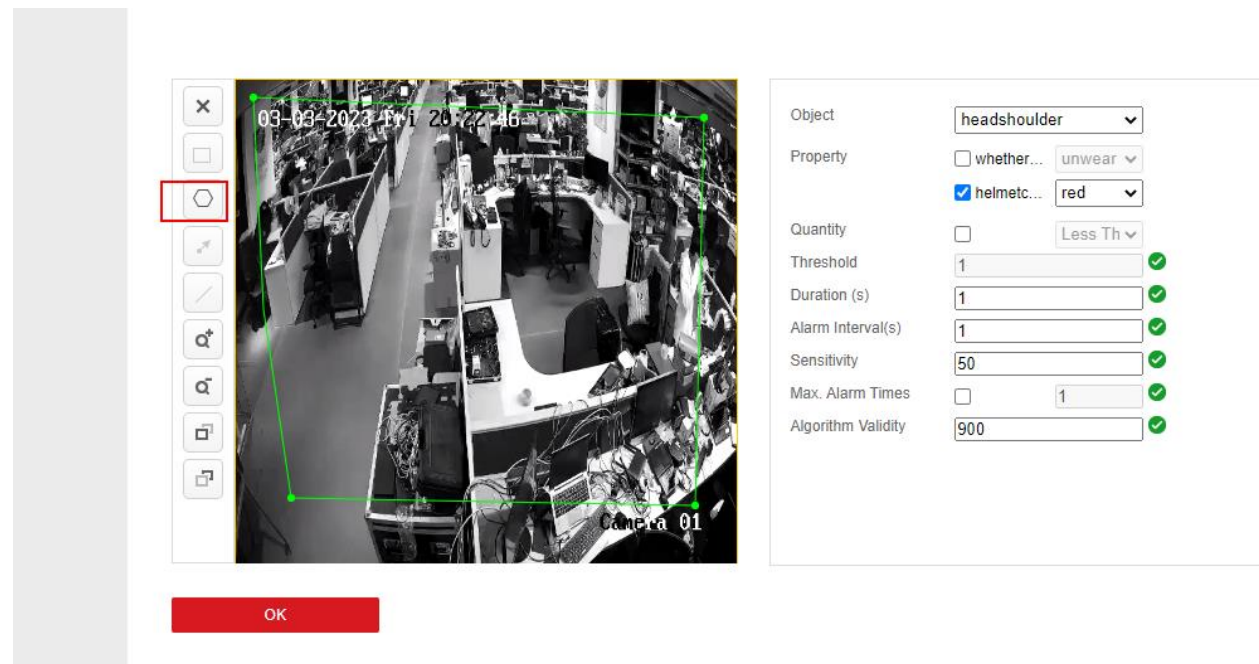 03-03-2023 Fri 20:22:46
Camera 01
Object headshoulder
Property whether... unwear
helmetc... red
Quantity Less Th
Threshold 1
Duration (s) 1
Alarm Interval(s) 1
Sensitivity 50
Max. Alarm Times 1
Algorithm Validity 900
OK